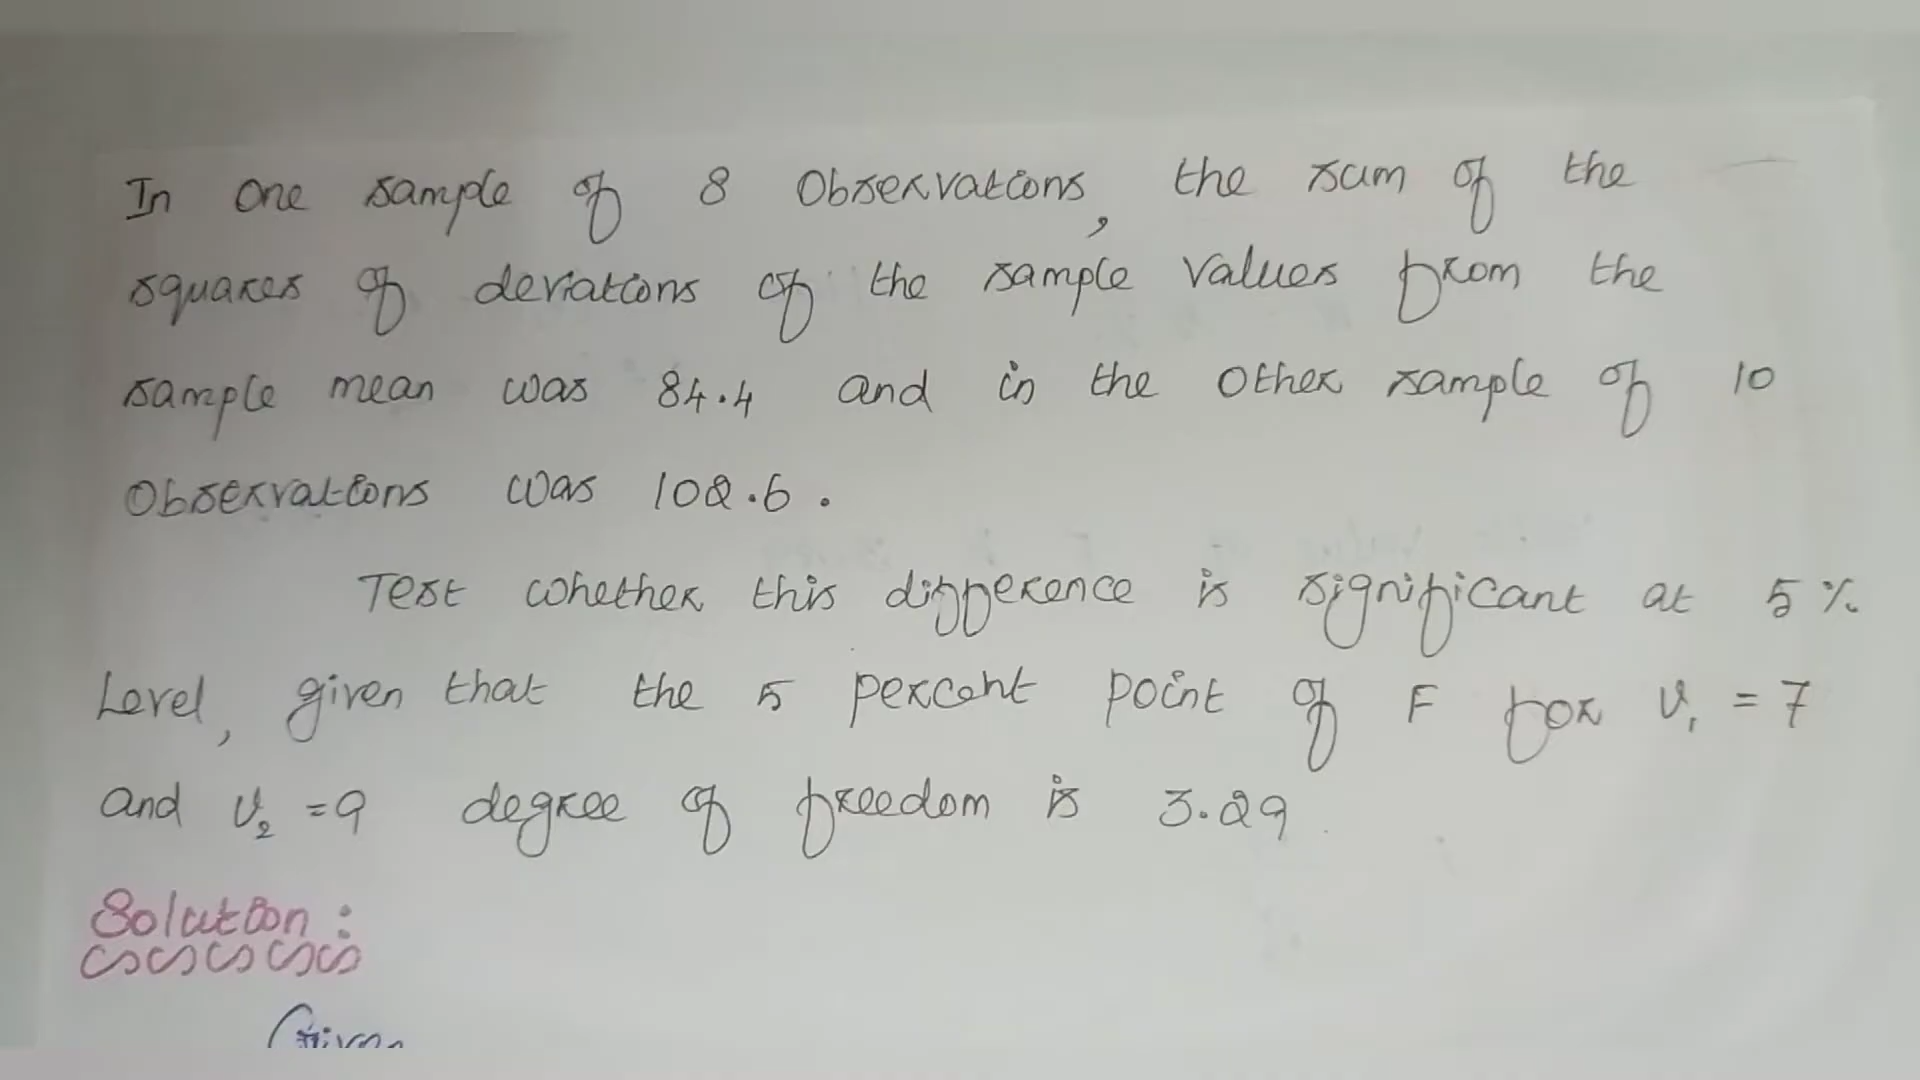 In one sample of 8 Observations, the sum of the
squares of deviations of the sample values from the
sample mean was 84.4 and in the other sample of 10
Observations was 102.6.
Test whether this difference is significant at 5%
Level, given that the 5 percent point of F for V₁ = 7
and V₂ = 9 degree of freedom is 3.29
Solution:
Given